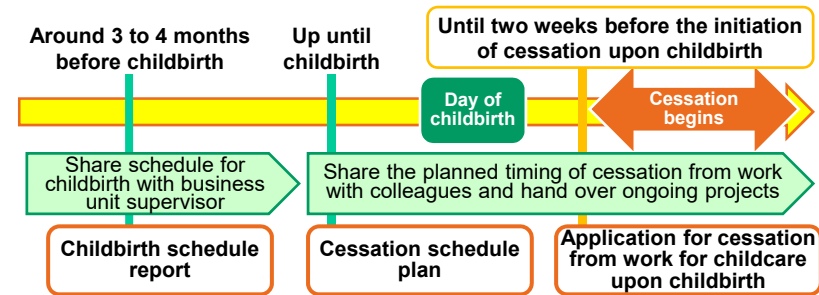 Around 3 to 4 months
before childbirth
Up until
childbirth
Until two weeks before the initiation
of cessation upon childbirth
Day of
childbirth
Cessation
begins
Share schedule for
childbirth with business
unit supervisor
Share the planned timing of cessation from work
with colleagues and hand over ongoing projects
Childbirth schedule
report
Cessation schedule
plan
Application for cessation
from work for childcare
upon childbirth